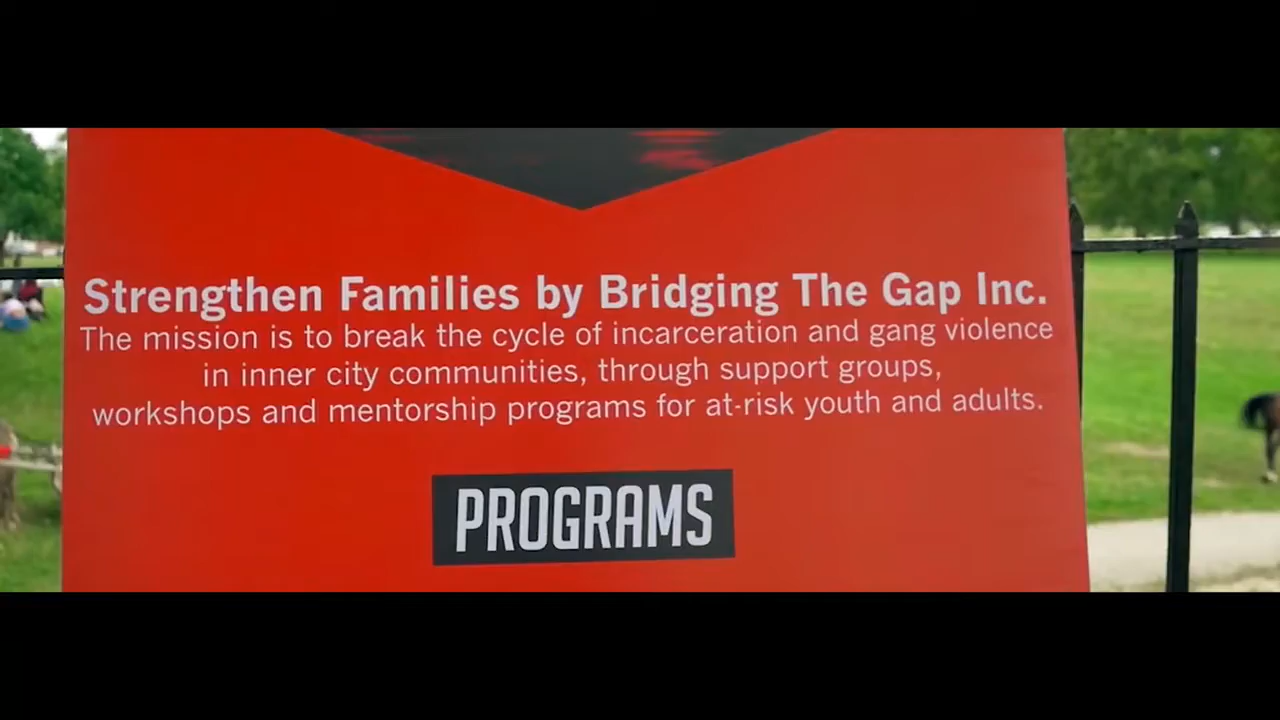 Strengthen Families by Bridging The Gap Inc.
The mission is to break the cycle of incarceration and gang violence
in inner city communities, through support groups,
workshops and mentorship programs for at-risk youth and adults.
PROGRAMS